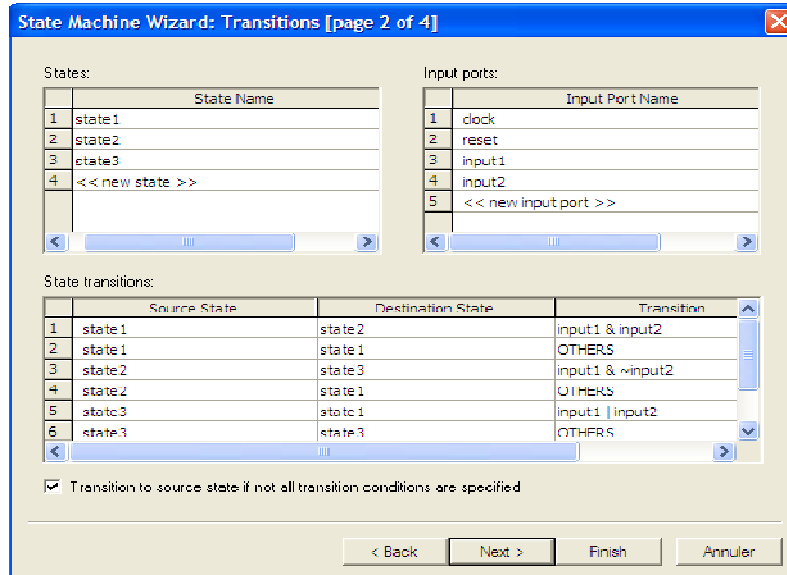 State Machine Wizard: Transitions [page 2 of 4]
States:
State Name
1 state1
2 state2
3 state3
4 << new state >>
Input ports:
Input Port Name
1 clock
2 reset
3 input1
4 input2
5 << new input port >>
State transitions:
Source State Destination State Transition
1 state1 state2 input1 & input2
2 state1 state1 OTHERS
3 state2 state3 input1 & ~input2
4 state2 state1 OTHERS
5 state3 state1 input1 | input2
6 state3 state3 OTHERS
Transition to source state if not all transition conditions are specified
< Back Next > Finish Annuler